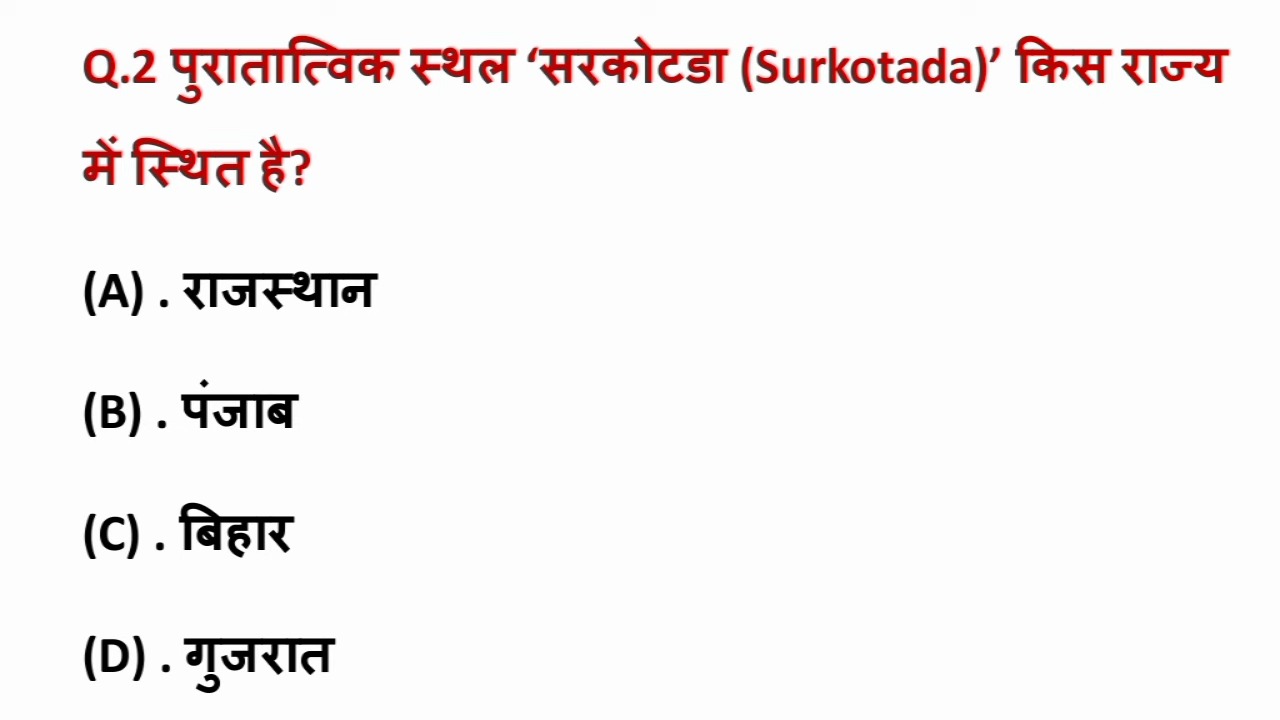 Q.2 पुरातात्विक स्थल ‘सरकोटडा (Surkotada)’ किस राज्य
में स्थित है?
(A) . राजस्थान
(B) . पंजाब
(C) . बिहार
(D) . गुजरात